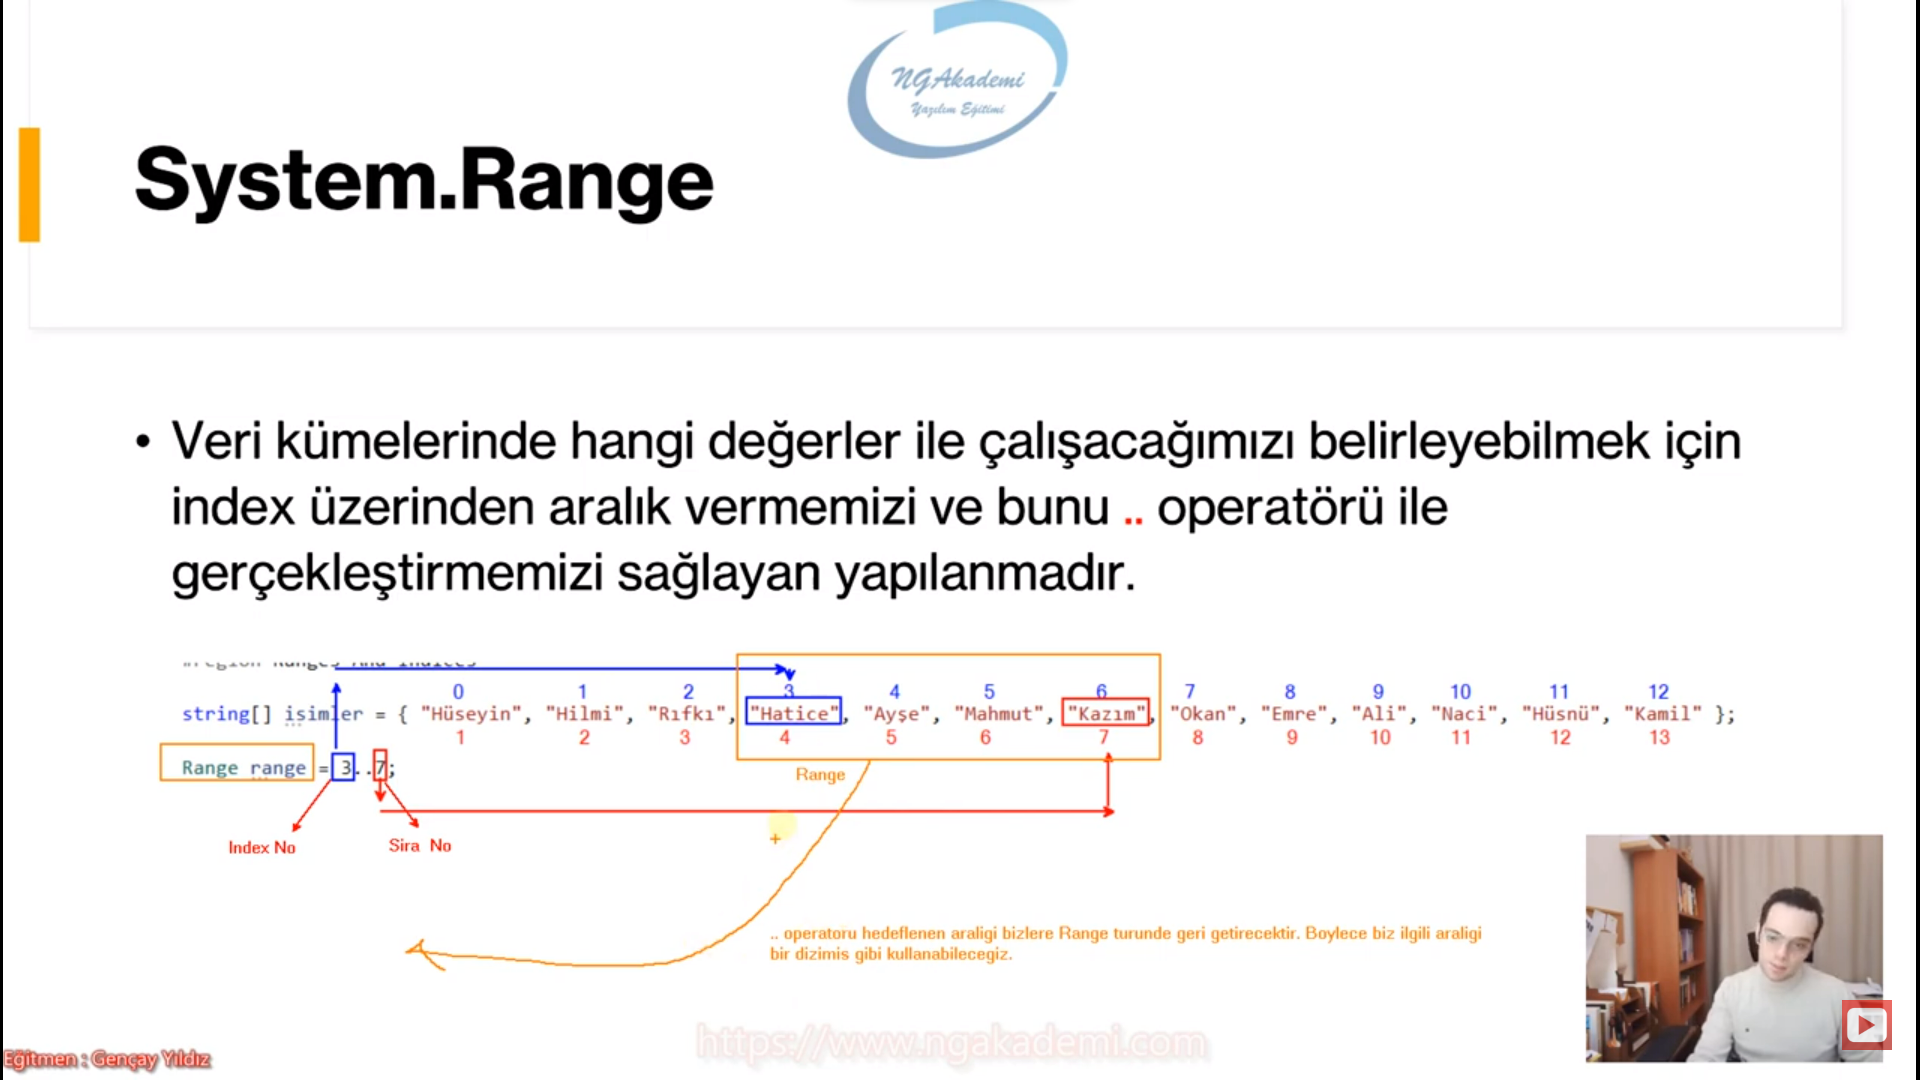 NGAkademi
Yazılım Eğitimi
System.Range
• Veri kümelerinde hangi değerler ile çalışacağımızı belirleyebilmek için
index üzerinden aralık vermemizi ve bunu .. operatörü ile
gerçekleştirmemizi sağlayan yapılanmadır.
#region Ranges And Indices
0 1 2 3 4 5 6 7 8 9 10 11 12
string[] isimler = { "Hüseyin", "Hilmi", "Rıfkı", "Hatice", "Ayşe", "Mahmut", "Kazım", "Okan", "Emre", "Ali", "Naci", "Hüsnü", "Kamil" };
1 2 3 4 5 6 7 8 9 10 11 12 13
Range range = 3..7;
Range
Index No
Sira No
.. operatoru hedeflenen araligi bizlere Range turunde geri getirecektir. Boylece biz ilgili araligi
bir dizimis gibi kullanabilecegiz.
https://www.ngakademi.com
Eğitmen : Gençay Yıldız